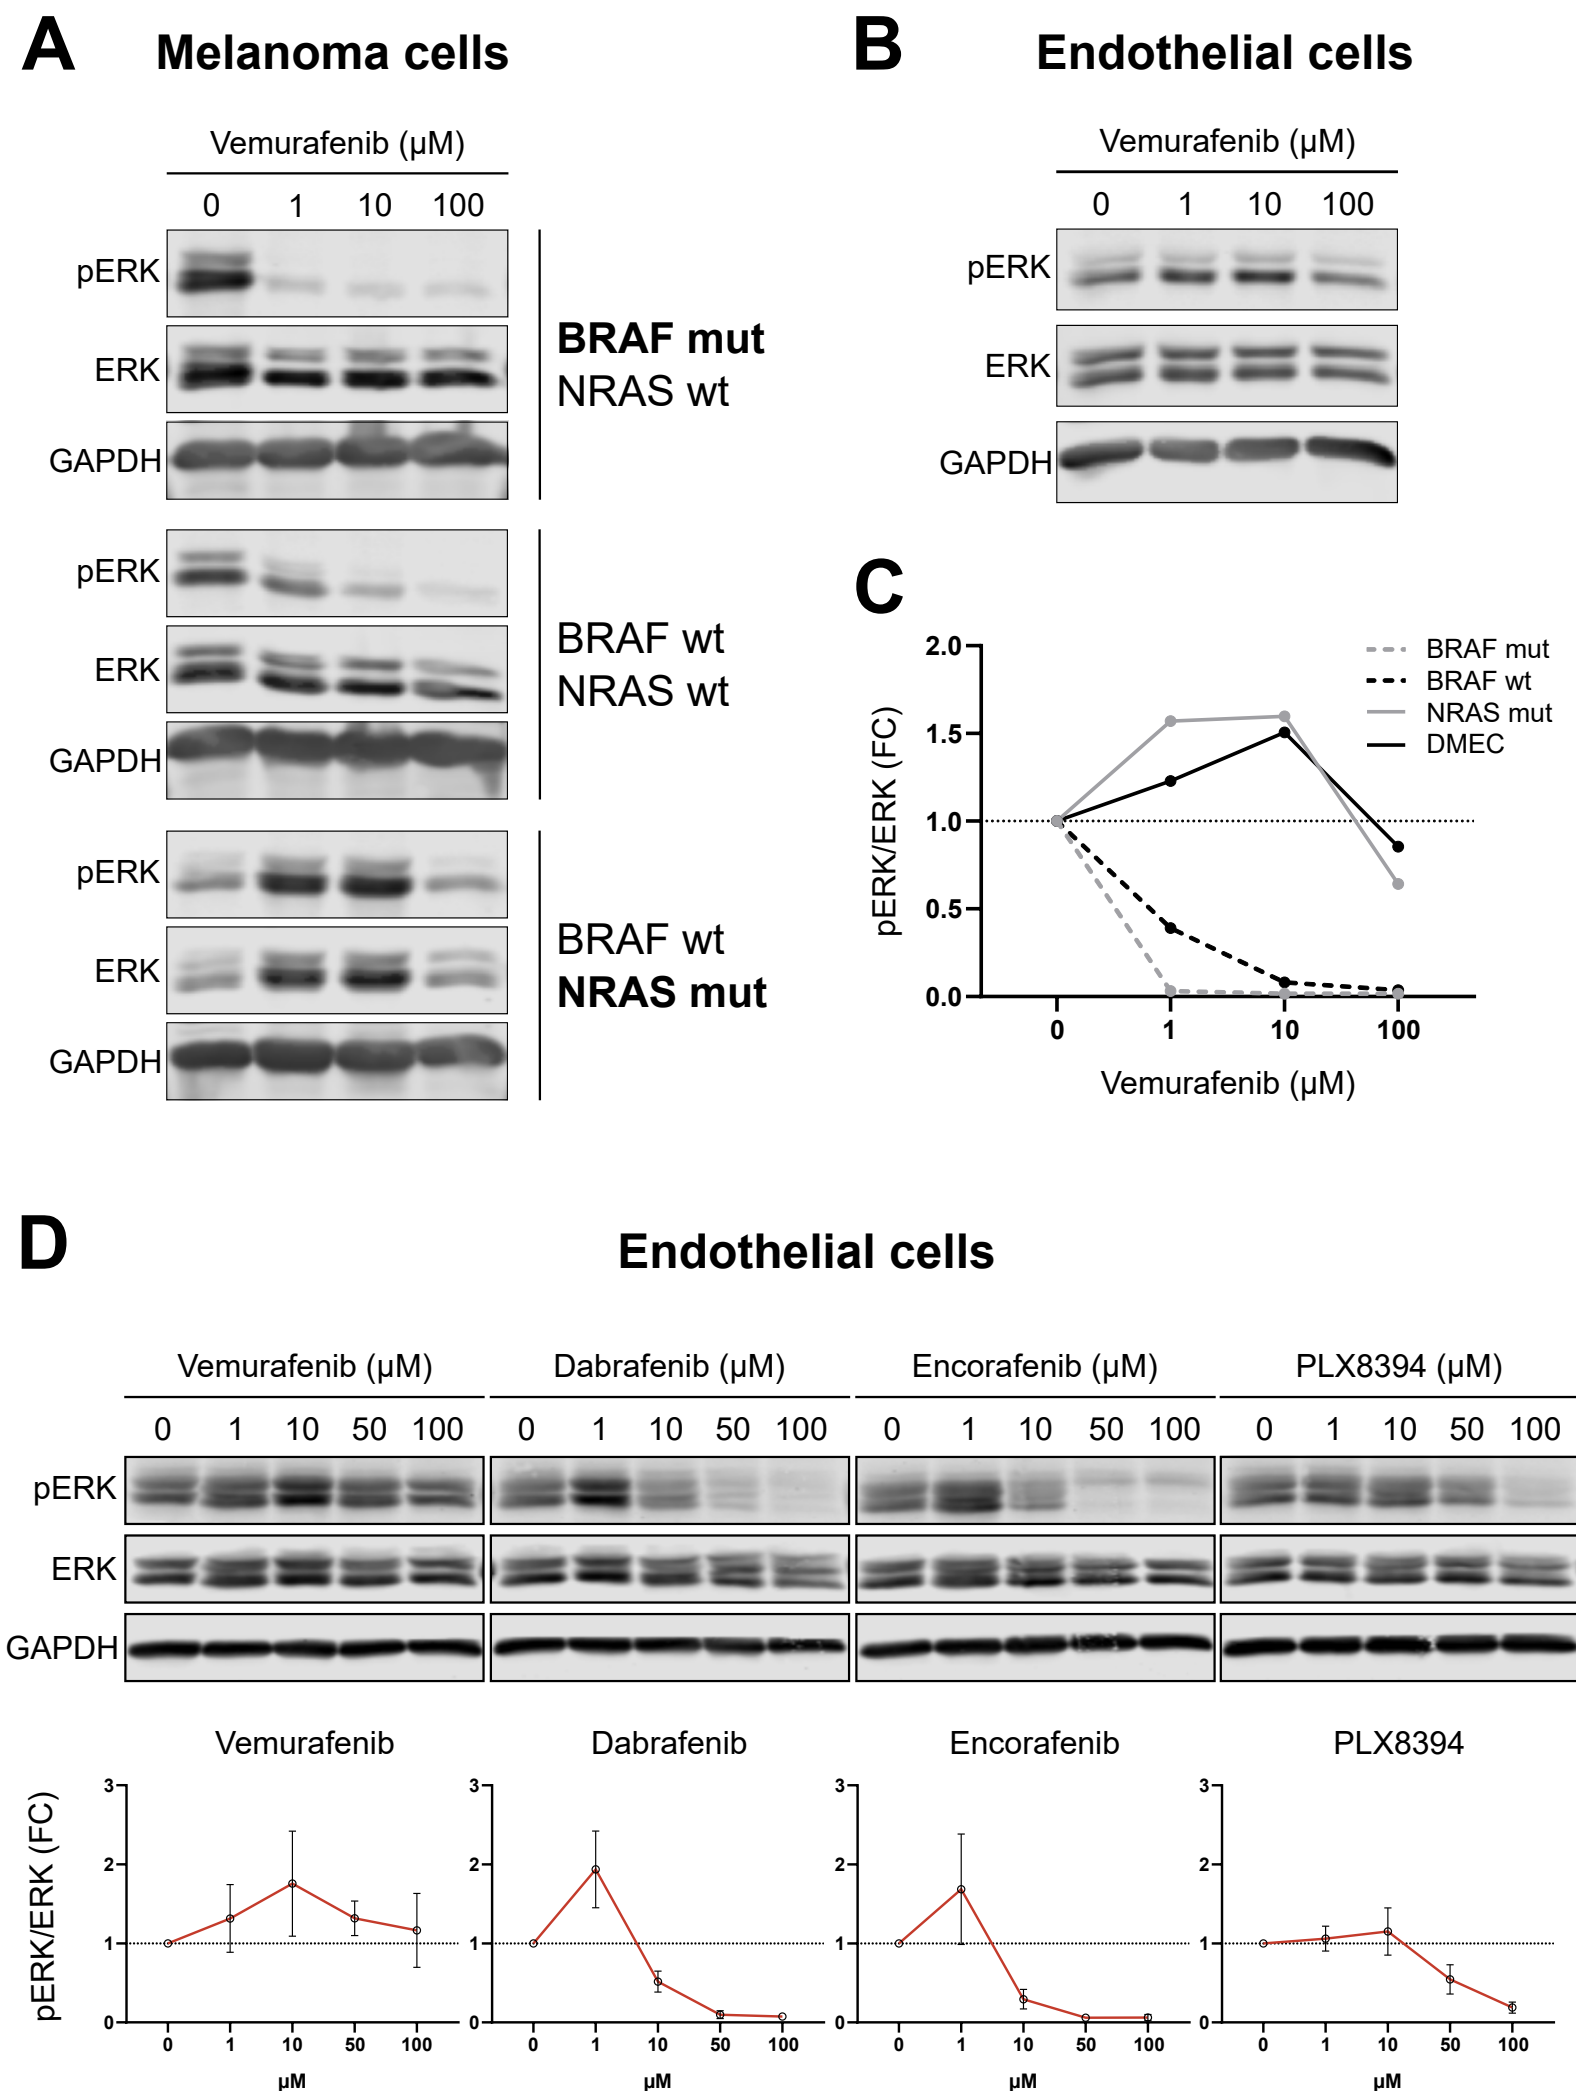 A
Melanoma cells
Vemurafenib (µM)
0 1 10 100
pERK
ERK
GAPDH
BRAF mut
NRAS wt
pERK
ERK
GAPDH
BRAF wt
NRAS wt
pERK
ERK
GAPDH
BRAF wt
NRAS mut
B
Endothelial cells
Vemurafenib (µM)
0 1 10 100
pERK
ERK
GAPDH
C
pERK/ERK (FC)
2.0
1.5
1.0
0.5
0.0
0 1 10 100
Vemurafenib (µM)
BRAF mut
BRAF wt
NRAS mut
DMEC
D
Endothelial cells
Vemurafenib (µM) Dabrafenib (µM) Encorafenib (µM) PLX8394 (µM)
0 1 10 50 100 0 1 10 50 100 0 1 10 50 100 0 1 10 50 100
pERK
ERK
GAPDH
Vemurafenib Dabrafenib Encorafenib PLX8394
pERK/ERK (FC)
3 3 3 3
2 2 2 2
1 1 1 1
0 0 0 0
0 1 10 50 100 0 1 10 50 100 0 1 10 50 100 0 1 10 50 100
µM µM µM µM